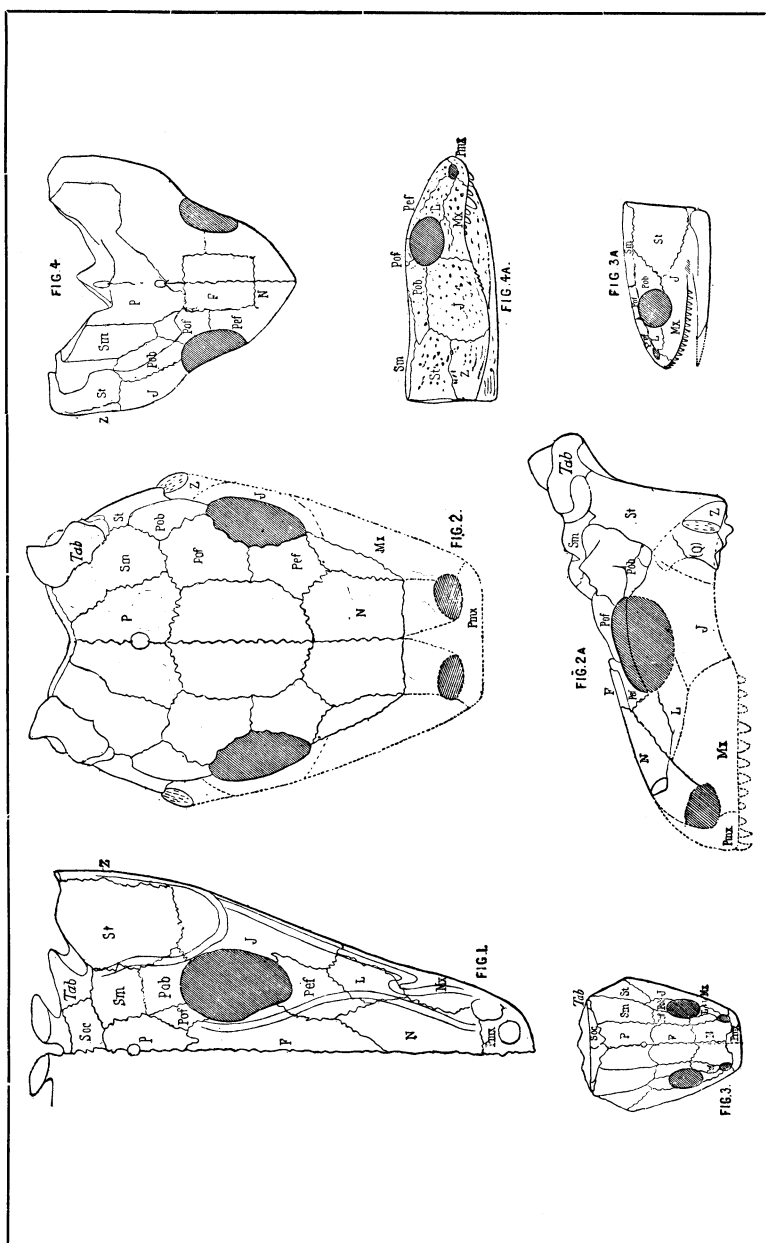 FIG.4
P
F
N
Sm
Pof
Pef
Pob
St
J
Z
Pmx
Pef
L
Mx
Pof
Pob
J
Sm
St
Z
FIG.4A.
FIG 3A
Sm
St
Pob
J
L
Mx
Tab
St
Z
Sm
Pob
J
Pof
Mx
P
Pef
N
Pmx
FIG.2.
Tab
St
Sm
Z
(Q)
Pob
Pof
J
F
L
N
Mx
Pmx
FIG.2A
Z
St
Tab
J
Sm
Pob
Soc
Pof
P
Pef
L
Mx
F
N
Pmx
FIG.1.
Tab
Soc
Sm
St
J
P
F
Mx
N
Pmx
FIG.3.